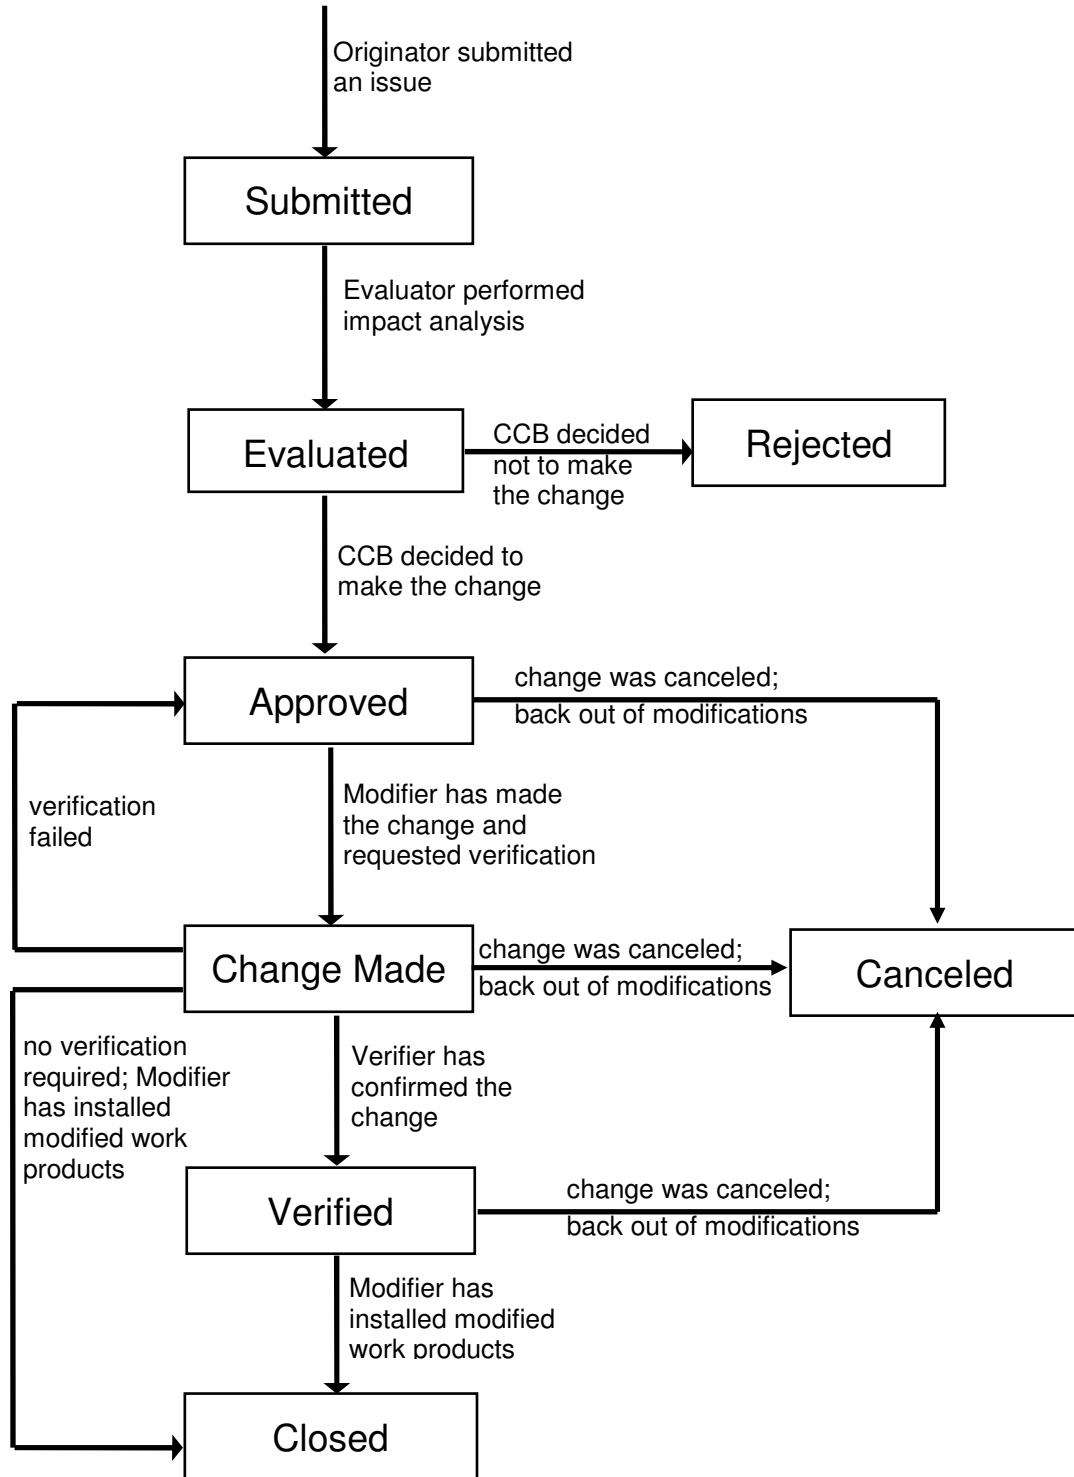 Originator submitted
an issue
Submitted
Evaluator performed
impact analysis
Evaluated
CCB decided
not to make
the change
Rejected
CCB decided to
make the change
Approved
change was canceled;
back out of modifications
verification
failed
Modifier has made
the change and
requested verification
Change Made
change was canceled;
back out of modifications
Canceled
no verification
required; Modifier
has installed
modified work
products
Verifier has
confirmed the
change
Verified
change was canceled;
back out of modifications
Modifier has
installed modified
work products
Closed